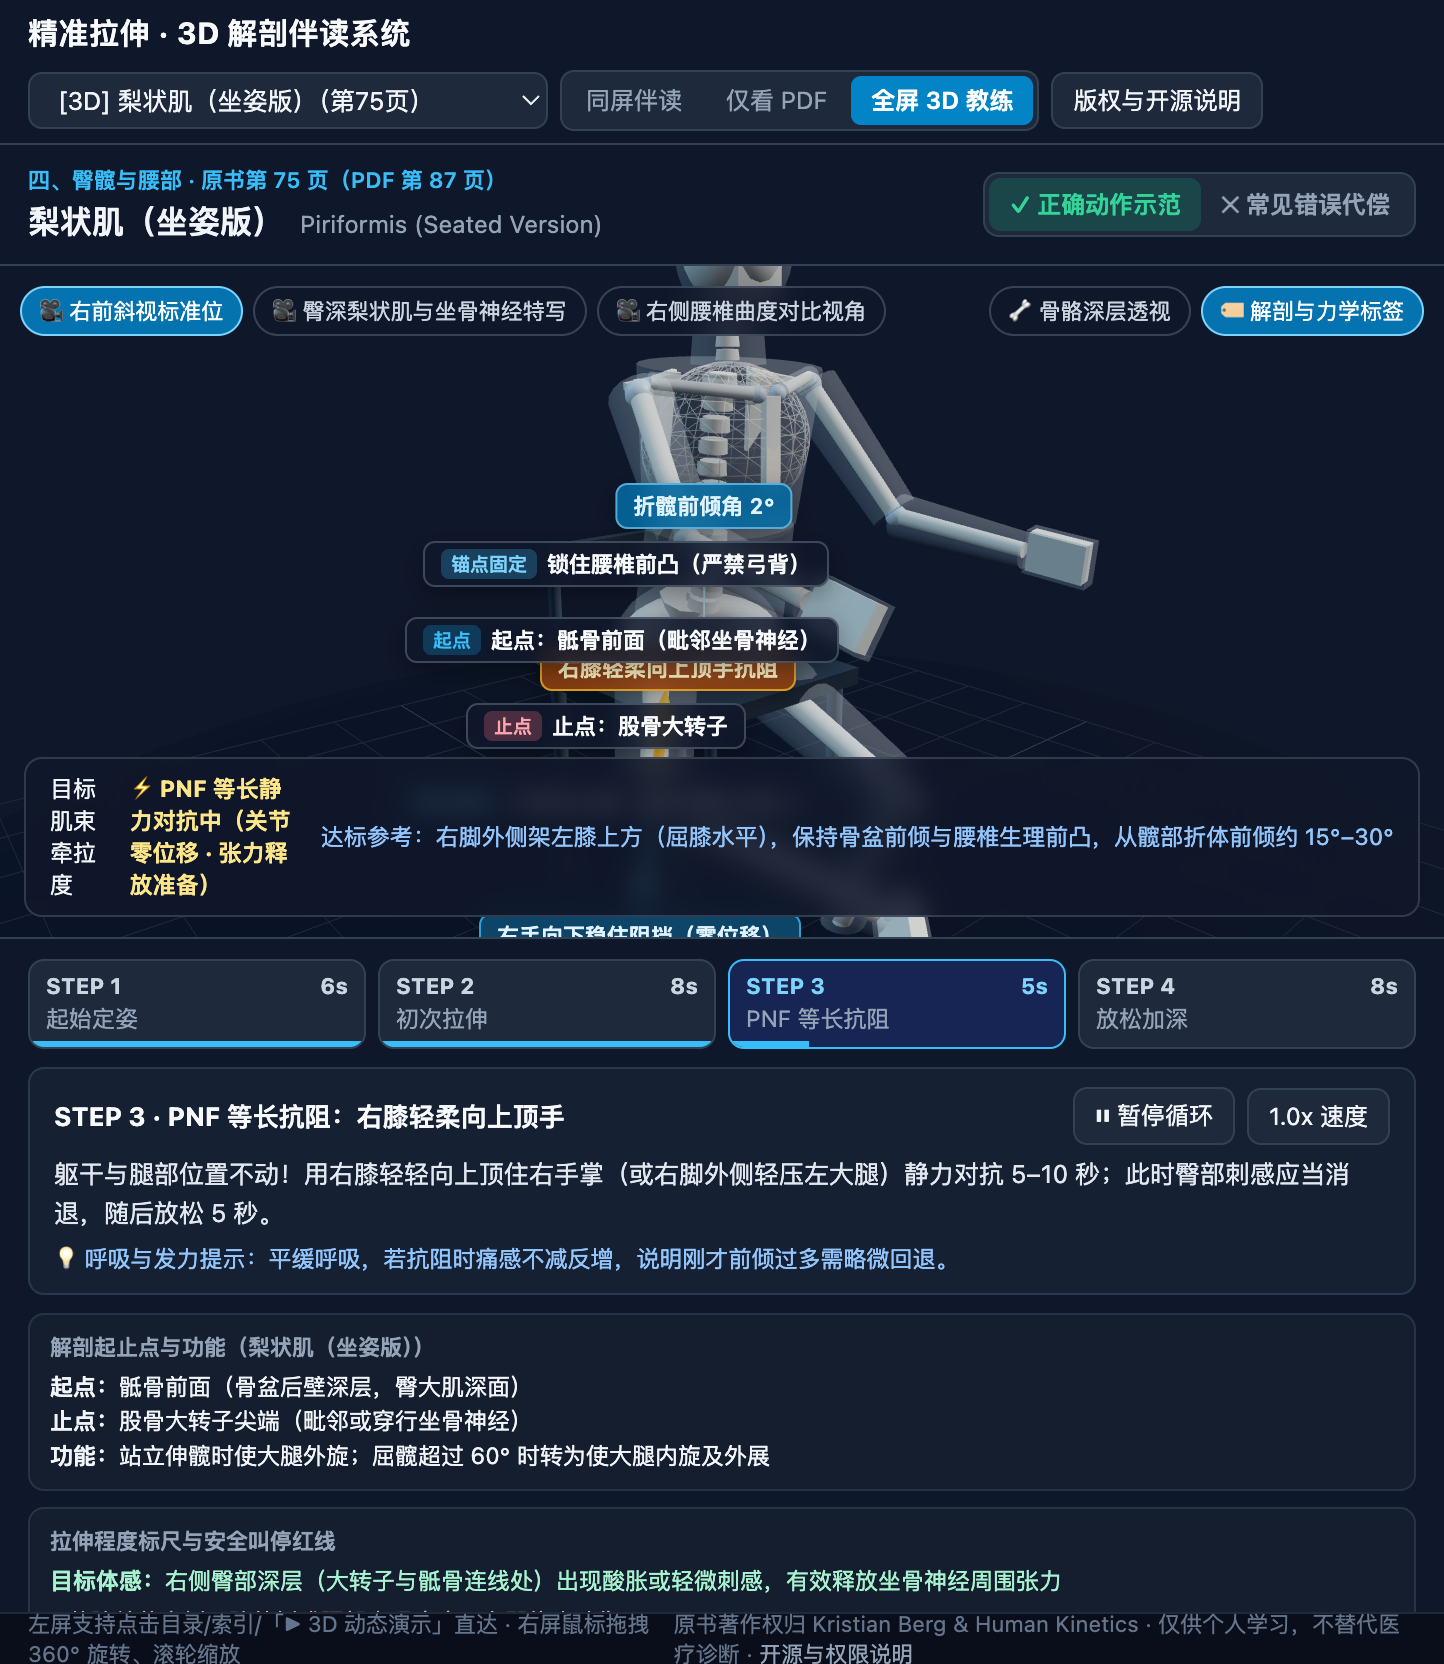 精准拉伸 · 3D 解剖伴读系统
[3D] 梨状肌（坐姿版）(第75页)
同屏伴读
仅看 PDF
全屏 3D 教练
版权与开源说明
四、臀髋与腰部 · 原书第 75 页（PDF 第 87 页）
梨状肌（坐姿版） Piriformis (Seated Version)
✓ 正确动作示范
✕ 常见错误代偿
🎥 右前斜视标准位
🎥 臀深梨状肌与坐骨神经特写
🎥 右侧腰椎曲度对比视角
🦴 骨骼深层透视
🏷️ 解剖与力学标签
折髋前倾角 2°
锚点固定 锁住腰椎前凸（严禁弓背）
起点 起点：骶骨前面（毗邻坐骨神经）
右膝轻柔向上顶手抗阻
止点 止点：股骨大转子
目标
肌束
牵拉
度
⚡ PNF 等长静
力对抗中（关节
零位移 · 张力释
放准备）
达标参考：右脚外侧架左膝上方（屈膝水平），保持骨盆前倾与腰椎生理前凸，从髋部折体前倾约 15°–30°
右手向下稳住阻挡（零位移）
STEP 1 6s
起始定姿
STEP 2 8s
初次拉伸
STEP 3 5s
PNF 等长抗阻
STEP 4 8s
放松加深
STEP 3 · PNF 等长抗阻：右膝轻柔向上顶手
⏸ 暂停循环
1.0x 速度
躯干与腿部位置不动！用右膝轻轻向上顶住右手掌（或右脚外侧轻压左大腿）静力对抗 5–10 秒；此时臀部刺感应当消
退，随后放松 5 秒。
💡 呼吸与发力提示：平缓呼吸，若抗阻时痛感不减反增，说明刚才前倾过多需略微回退。
解剖起止点与功能（梨状肌（坐姿版））
起点：骶骨前面（骨盆后壁深层，臀大肌深面）
止点：股骨大转子尖端（毗邻或穿行坐骨神经）
功能：站立伸髋时使大腿外旋；屈髋超过 60° 时转为使大腿内旋及外展
拉伸程度标尺与安全叫停红线
目标体感：右侧臀部深层（大转子与骶骨连线处）出现酸胀或轻微刺感，有效释放坐骨神经周围张力
左屏支持点击目录/索引/「▶ 3D 动态演示」直达 · 右屏鼠标拖拽
360° 旋转、滚轮缩放
原书著作权归 Kristian Berg & Human Kinetics · 仅供个人学习，不替代医
疗诊断 · 开源与权限说明